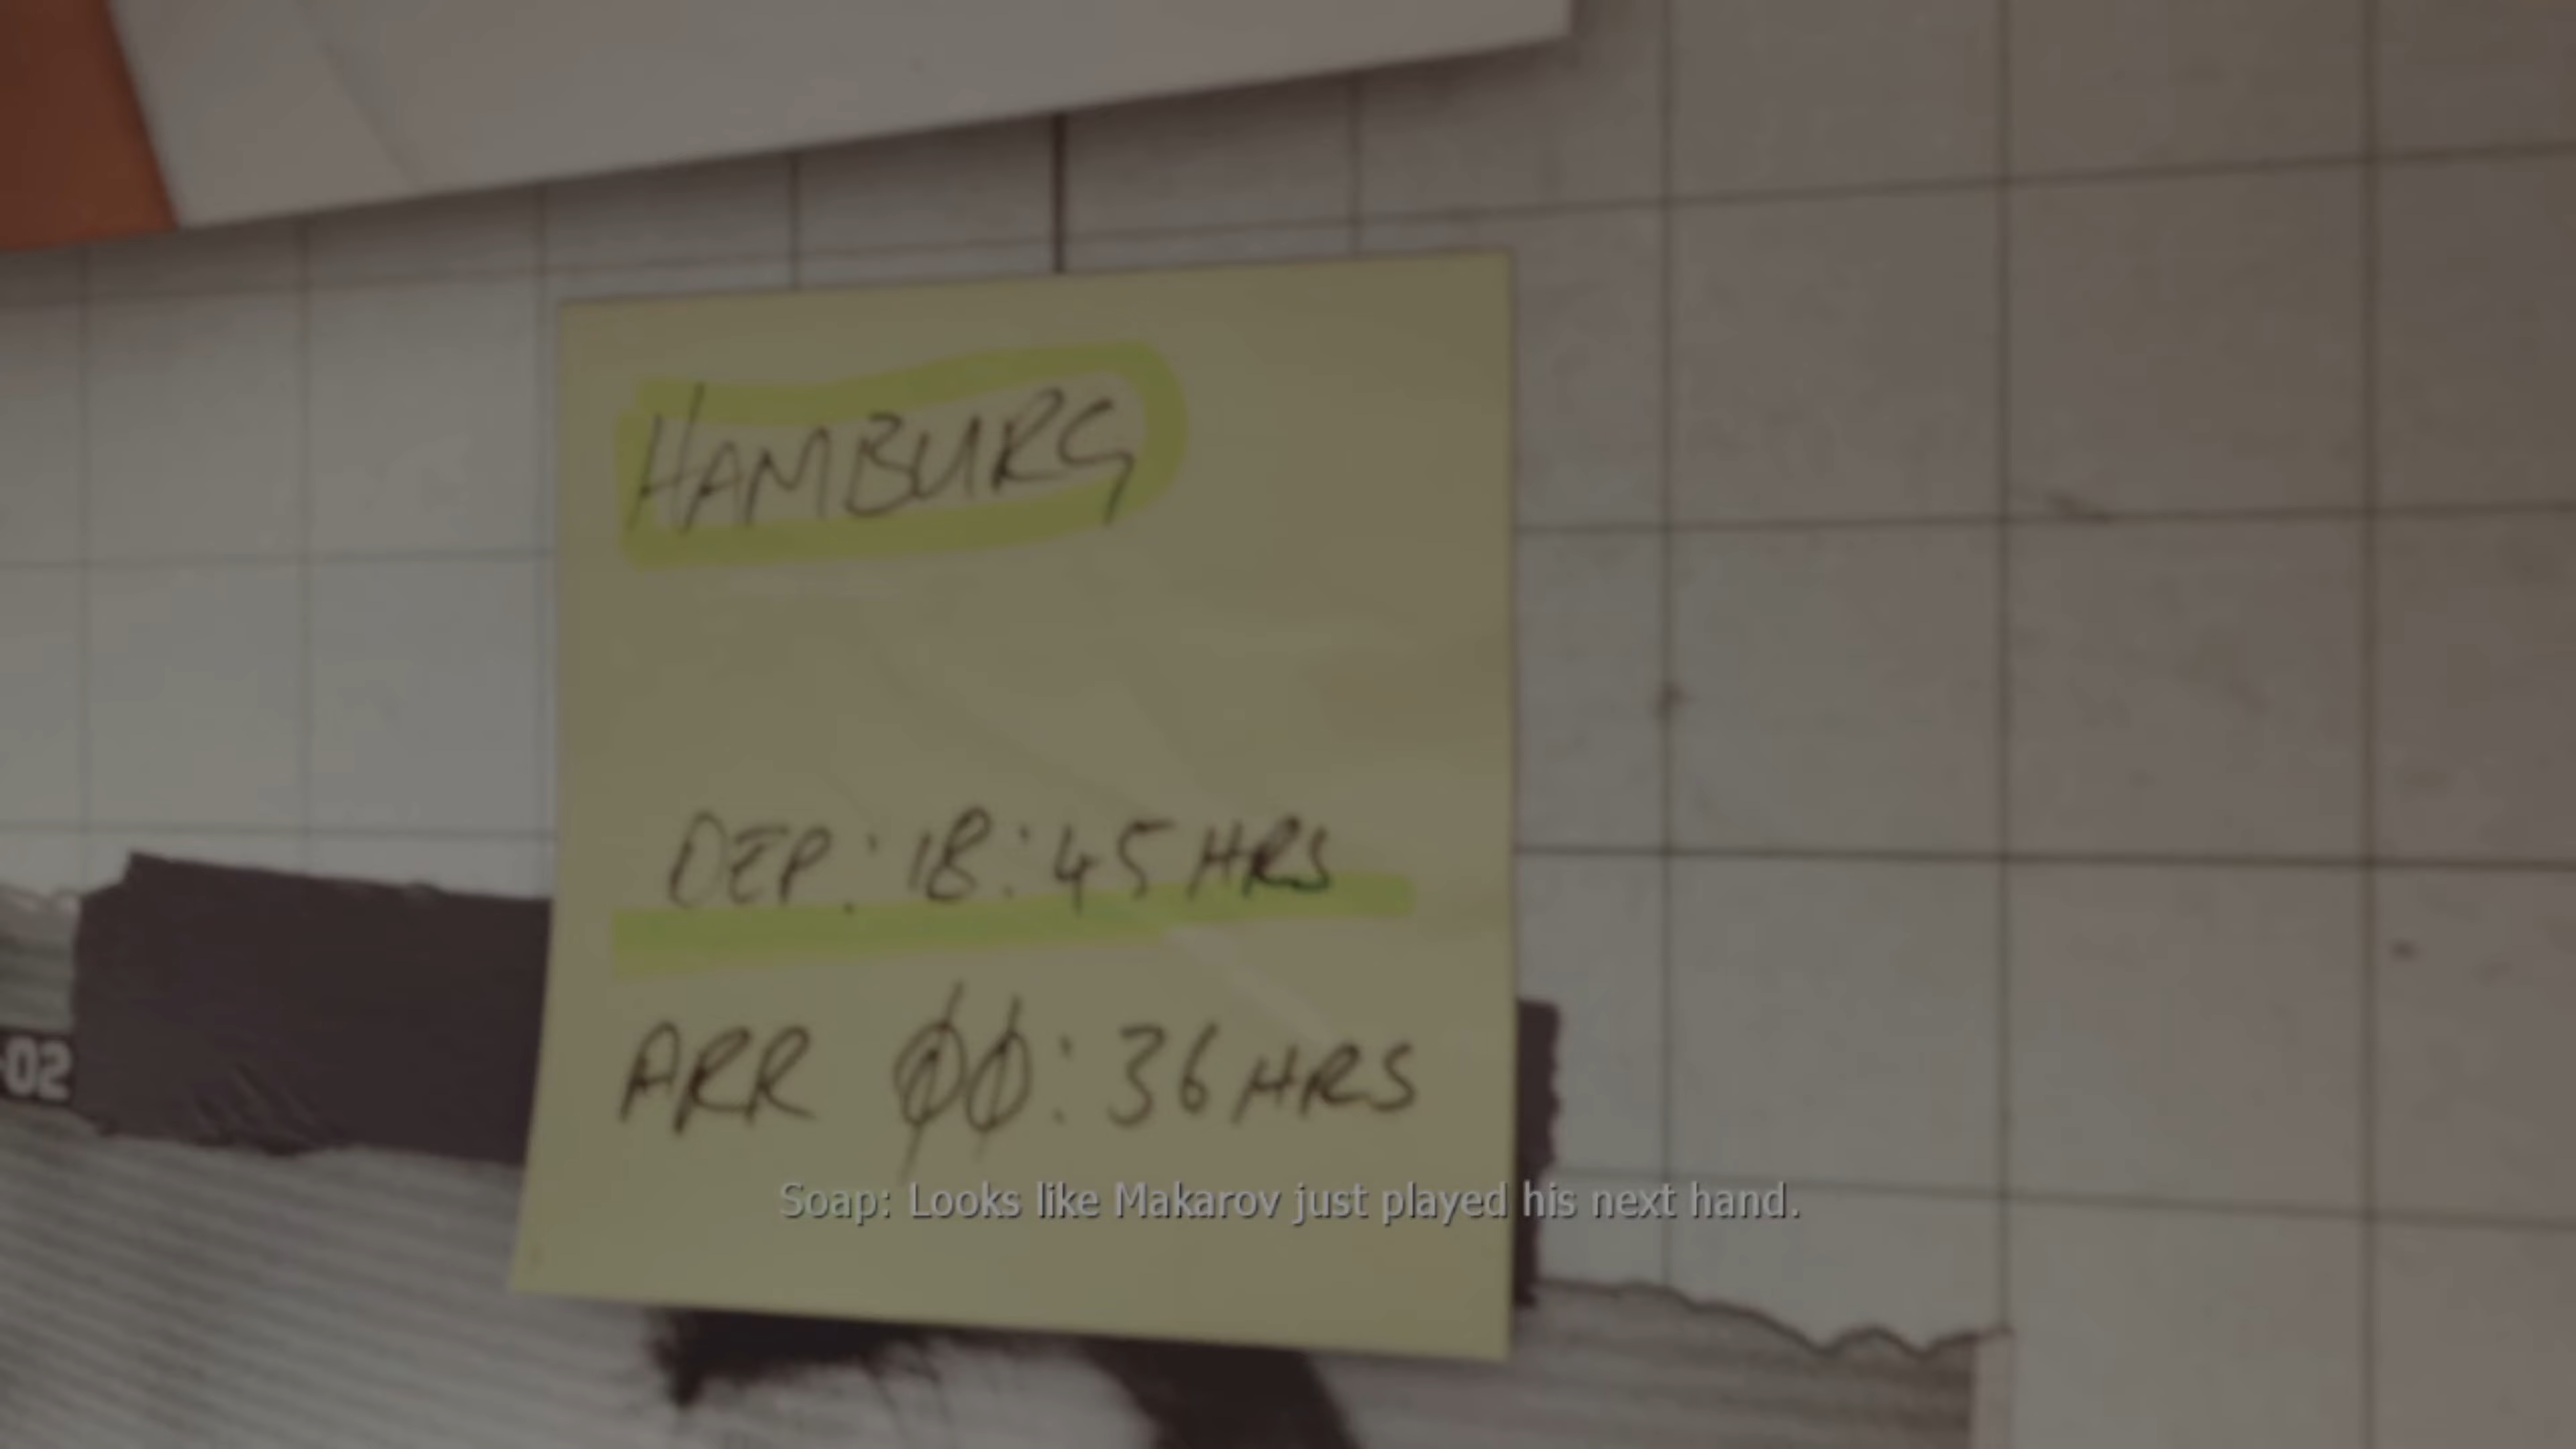 HAMBURG
DEP.: 18:45 HRS
ARR 00:36 HRS
-02
Soap: Looks like Makarov just played his next hand.